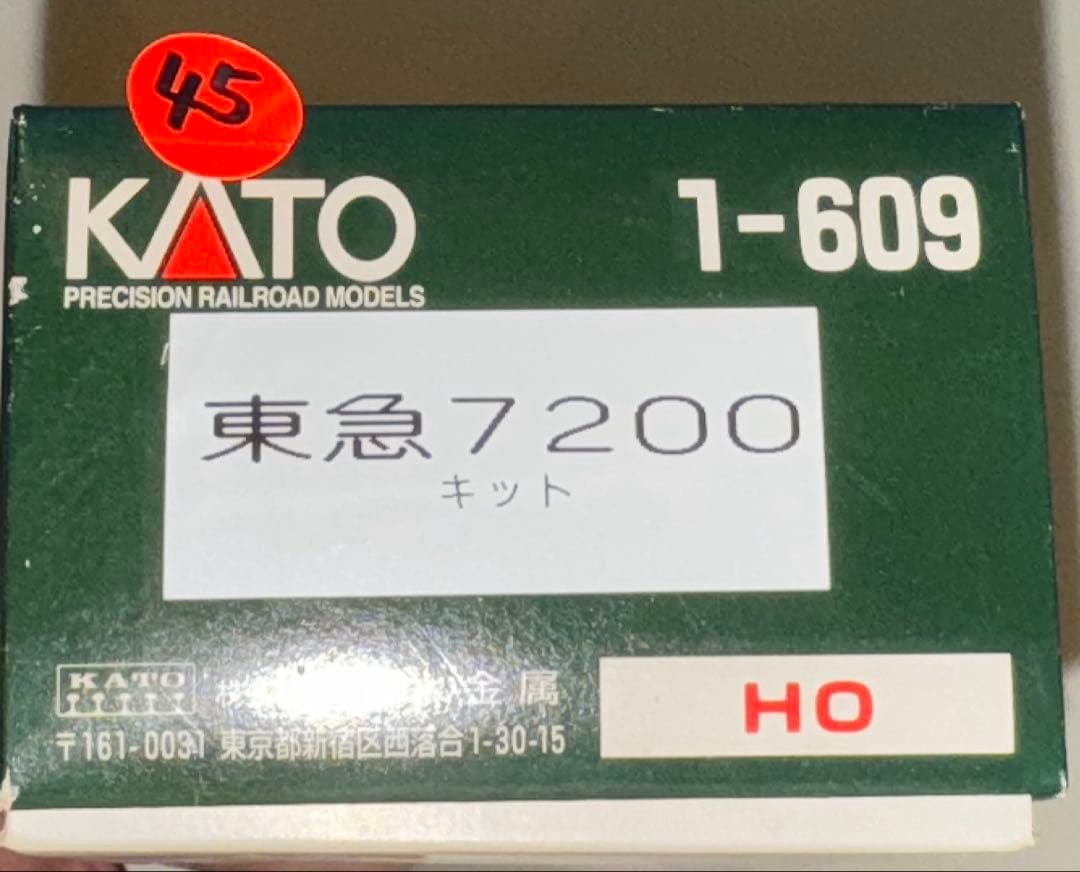 45
KATO
1-609
PRECISION RAILROAD MODELS
東急7200
キット
KATO
金属
〒161-0031 東京都新宿区西落合1-30-15
HO